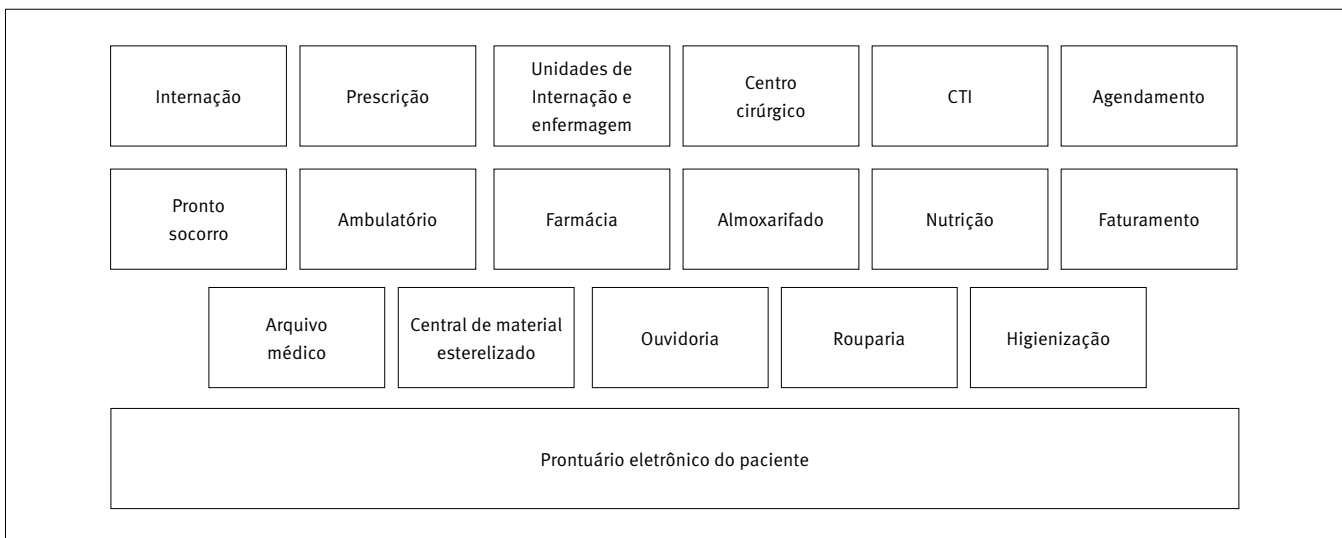 Internação
Prescrição
Unidades de
Internação e
enfermagem
Centro
cirúrgico
CTI
Agendamento
Pronto
socorro
Ambulatório
Farmácia
Almoxarifado
Nutrição
Faturamento
Arquivo
médico
Central de material
esterelizado
Ouvidoria
Rouparia
Higienização
Prontuário eletrônico do paciente